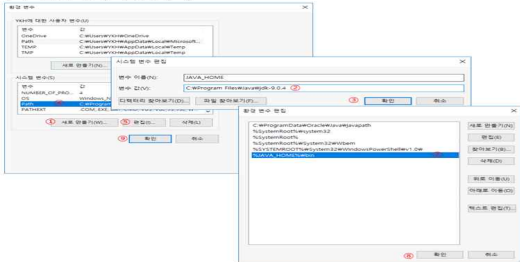 환경 변수
YKH에 대한 사용자 변수(U)
변수 값
OneDrive C:₩Users₩YKH₩OneDrive
Path C:₩Users₩YKH₩AppData₩Local₩Microsoft...
TEMP C:₩Users₩YKH₩AppData₩Local₩Temp
TMP C:₩Users₩YKH₩AppData₩Local₩Temp
새로 만들기(N)...
시스템 변수(S)
변수 값
NUMBER_OF_PRO...
OS Windows_N
Path C:₩Program
PATHEXT
④ 새로 만들기(W)... ⑤ 편집(I)... 삭제(L)
⑨ 확인 취소
시스템 변수 편집
변수 이름(N): JAVA_HOME
변수 값(V): C:₩Program Files₩Java₩jdk-9.0.4 ②
디렉터리 찾아보기(D)... 파일 찾아보기(F)... ③ 확인 취소
환경 변수 편집
C:₩ProgramData₩Oracle₩Java₩javapath
%SystemRoot%₩system32
%SystemRoot%
%SystemRoot%₩System32₩Wbem
%SYSTEMROOT%₩System32₩WindowsPowerShell₩v1.0₩
%JAVA_HOME%₩bin
새로 만들기(N)
편집(E)
찾아보기(B)...
삭제(D)
위로 이동(U)
아래로 이동(O)
텍스트 편집(T)...
⑧ 확인 취소